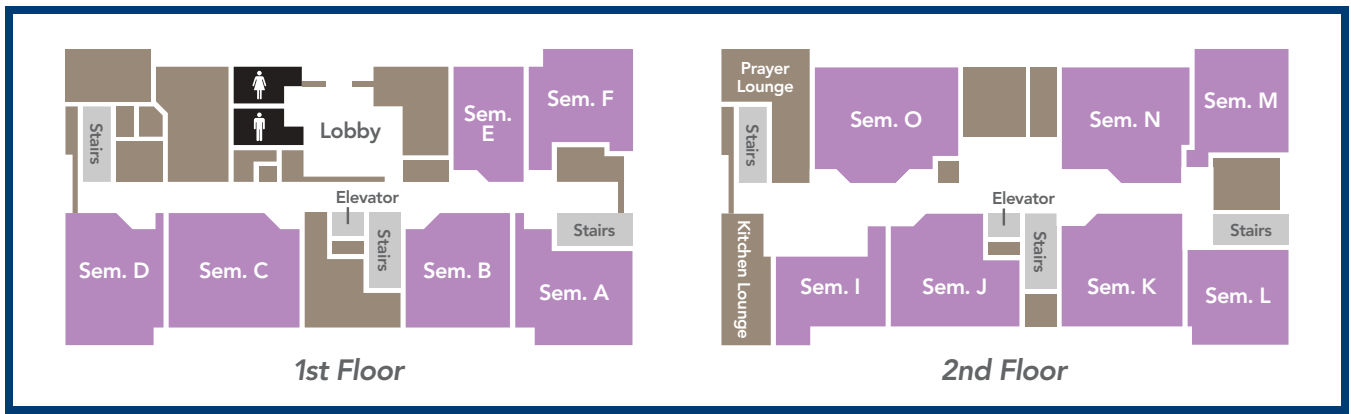 Sem. F
Sem.
E
Lobby
Stairs
Elevator
Stairs
Stairs
Sem. D
Sem. C
Sem. B
Sem. A
1st Floor
Prayer
Lounge
Sem. O
Sem. N
Sem. M
Stairs
Elevator
Kitchen Lounge
Stairs
Stairs
Sem. I
Sem. J
Sem. K
Sem. L
2nd Floor